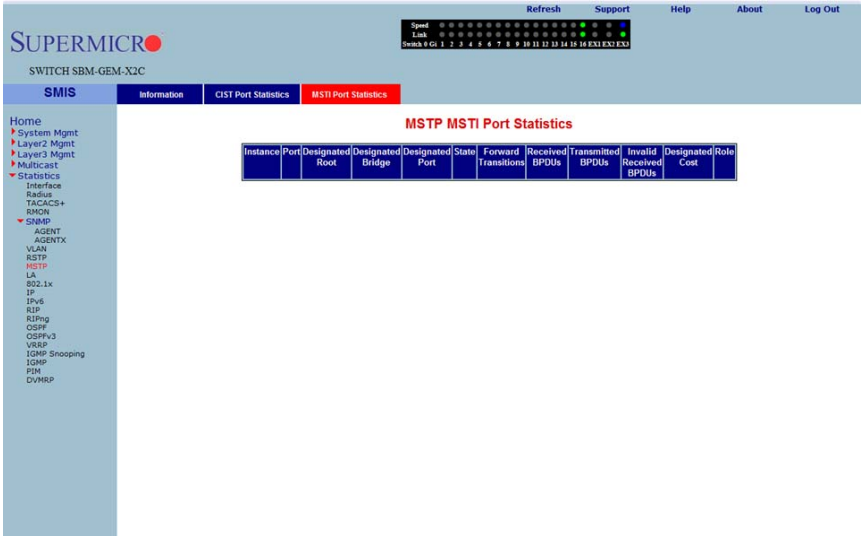 Refresh Support Help About Log Out
SUPERMICRO
SWITCH SBM-GEM-X2C
Speed
Link
Switch 0 Gi 1 2 3 4 5 6 7 8 9 10 11 12 13 14 15 16 EX1 EX2 EX3
SMIS
Information CIST Port Statistics MSTI Port Statistics
Home
System Mgmt
Layer2 Mgmt
Layer3 Mgmt
Multicast
Statistics
Interface
Radius
TACACS+
RMON
SNMP
AGENT
AGENTX
VLAN
RSTP
MSTP
LA
802.1x
IP
IPv6
RIP
RIPng
OSPF
OSPFv3
VRRP
IGMP Snooping
IGMP
PIM
DVMRP
MSTP MSTI Port Statistics
Instance Port Designated Designated Designated State Forward Received Transmitted Invalid Designated Role
Root Bridge Port Transitions BPDUs BPDUs Received Cost
BPDUs